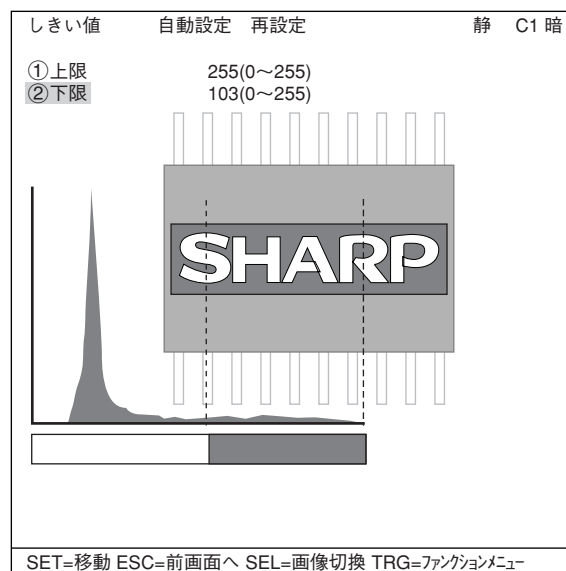 しきい値 自動設定 再設定 静 C1 暗
①上限 255(0～255)
②下限 103(0～255)
SHARP
SET=移動 ESC=前画面へ SEL=画像切換 TRG=ﾌｧﾝｸｼｮﾝﾒﾆｭｰ